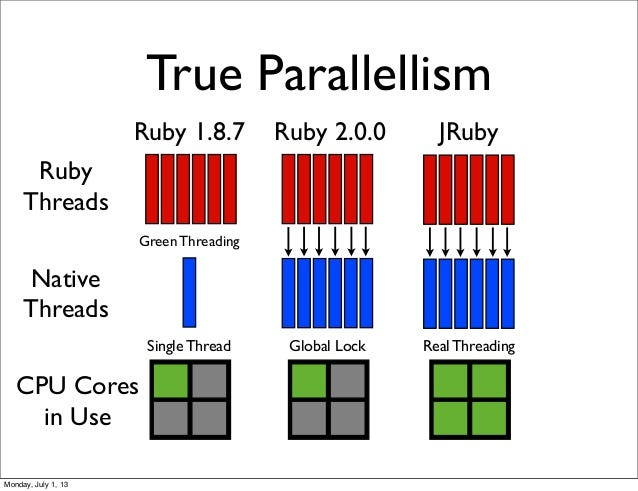 True Parallellism
Ruby 1.8.7 Ruby 2.0.0 JRuby
Ruby
Threads
Green Threading
Native
Threads
Single Thread Global Lock Real Threading
CPU Cores
in Use
Monday, July 1, 13